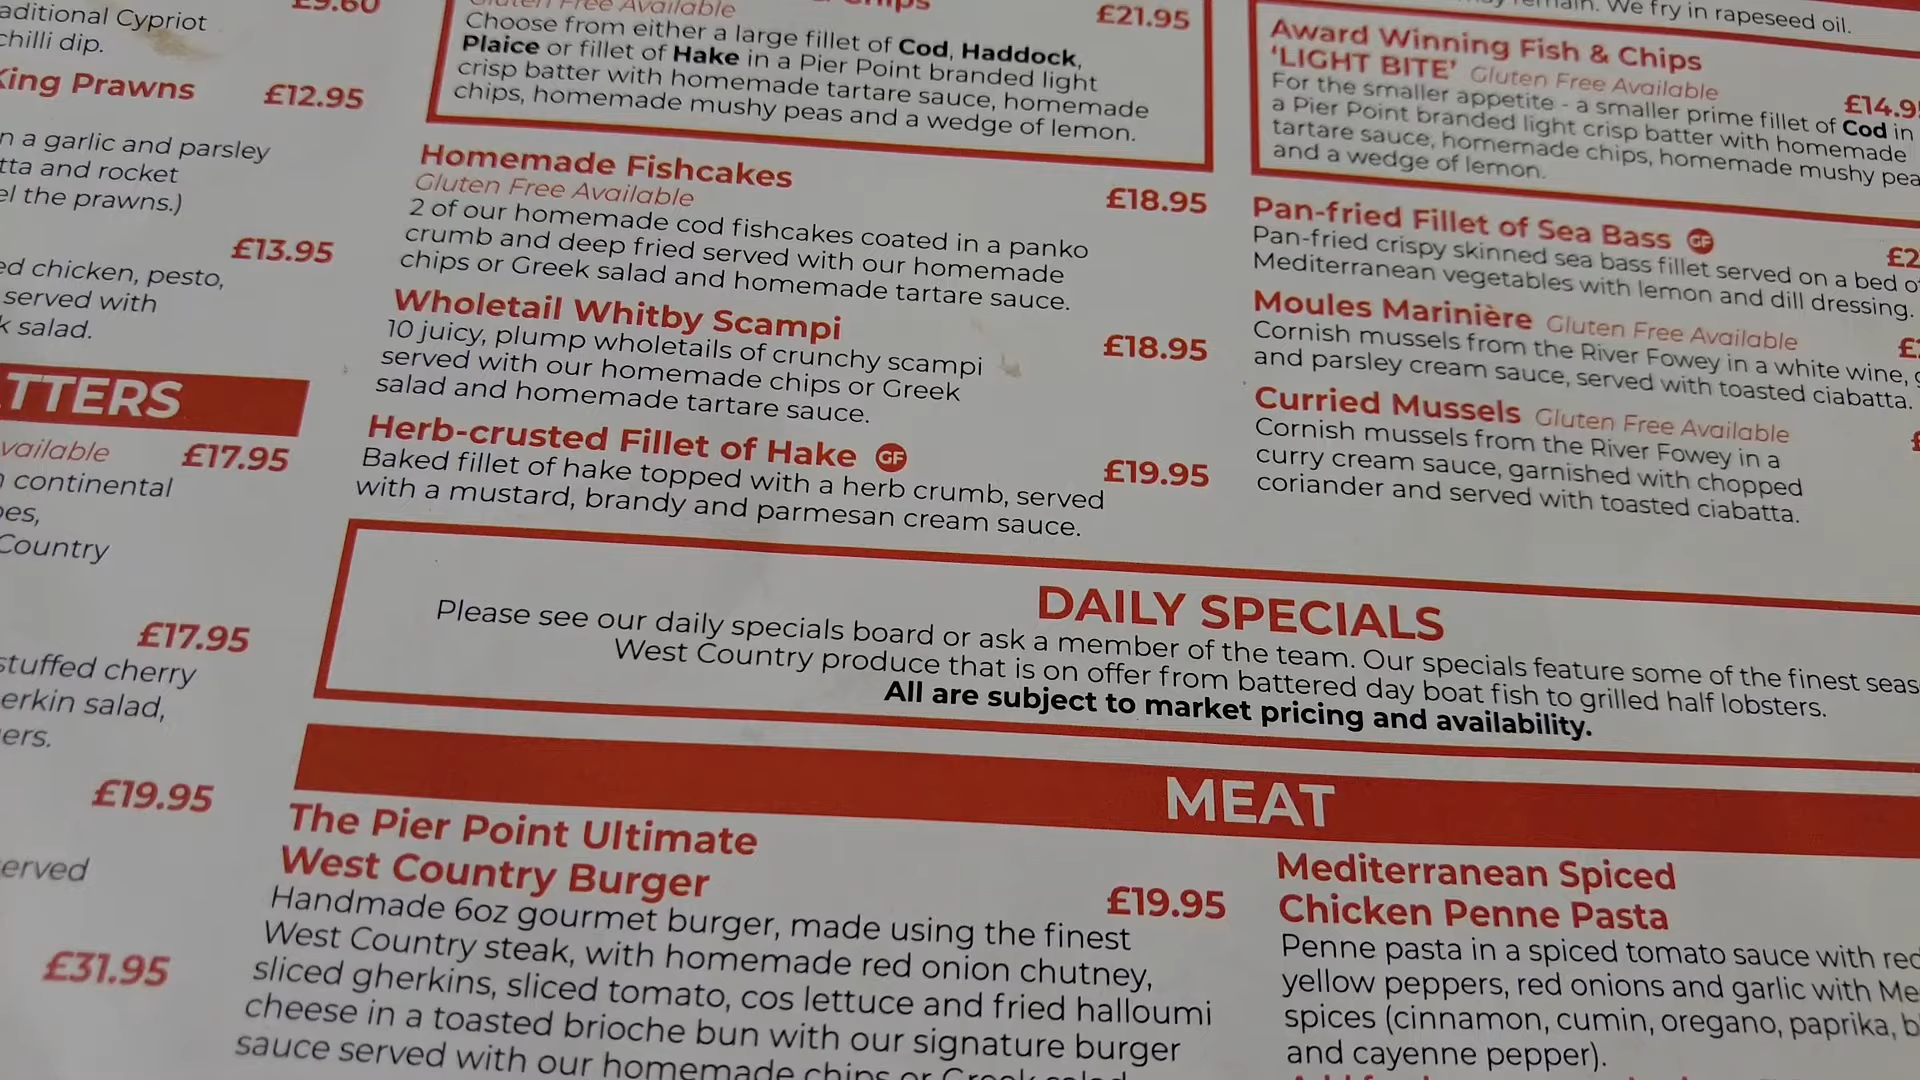 aditional Cypriot
chilli dip.
King Prawns £12.95
n a garlic and parsley
tta and rocket
el the prawns.)
£13.95
ed chicken, pesto,
served with
k salad.
TTERS
vailable £17.95
continental
oes,
Country
£17.95
stuffed cherry
erkin salad,
ers.
£19.95
erved
£31.95
Gluten Free Available
£21.95
Choose from either a large fillet of Cod, Haddock,
Plaice or fillet of Hake in a Pier Point branded light
crisp batter with homemade tartare sauce, homemade
chips, homemade mushy peas and a wedge of lemon.
Homemade Fishcakes
Gluten Free Available £18.95
2 of our homemade cod fishcakes coated in a panko
crumb and deep fried served with our homemade
chips or Greek salad and homemade tartare sauce.
Wholetail Whitby Scampi £18.95
10 juicy, plump wholetails of crunchy scampi
served with our homemade chips or Greek
salad and homemade tartare sauce.
Herb-crusted Fillet of Hake GF £19.95
Baked fillet of hake topped with a herb crumb, served
with a mustard, brandy and parmesan cream sauce.
We fry in rapeseed oil.
Award Winning Fish & Chips
'LIGHT BITE' Gluten Free Available £14.9
For the smaller appetite - a smaller prime fillet of Cod in
a Pier Point branded light crisp batter with homemade
tartare sauce, homemade chips, homemade mushy pea
and a wedge of lemon.
Pan-fried Fillet of Sea Bass GF £2
Pan-fried crispy skinned sea bass fillet served on a bed o
Mediterranean vegetables with lemon and dill dressing.
Moules Marinière Gluten Free Available
Cornish mussels from the River Fowey in a white wine, g
and parsley cream sauce, served with toasted ciabatta.
Curried Mussels Gluten Free Available
Cornish mussels from the River Fowey in a
curry cream sauce, garnished with chopped
coriander and served with toasted ciabatta.
DAILY SPECIALS
Please see our daily specials board or ask a member of the team. Our specials feature some of the finest seas
West Country produce that is on offer from battered day boat fish to grilled half lobsters.
All are subject to market pricing and availability.
MEAT
The Pier Point Ultimate
West Country Burger £19.95
Handmade 6oz gourmet burger, made using the finest
West Country steak, with homemade red onion chutney,
sliced gherkins, sliced tomato, cos lettuce and fried halloumi
cheese in a toasted brioche bun with our signature burger
sauce served with our homemade chips or Greek salad
Mediterranean Spiced
Chicken Penne Pasta
Penne pasta in a spiced tomato sauce with red
yellow peppers, red onions and garlic with Me
spices (cinnamon, cumin, oregano, paprika, b
and cayenne pepper).